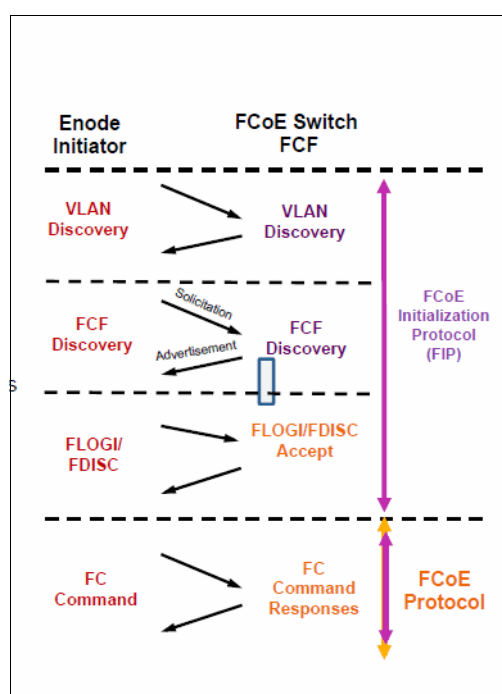 Enode
Initiator
FCoE Switch
FCF
VLAN
Discovery
VLAN
Discovery
Solicitation
FCF
Discovery
Advertisement
FCF
Discovery
FCoE
Initialization
Protocol
(FIP)
s
FLOGI/
FDISC
FLOGI/FDISC
Accept
FC
Command
FC
Command
Responses
FCoE
Protocol